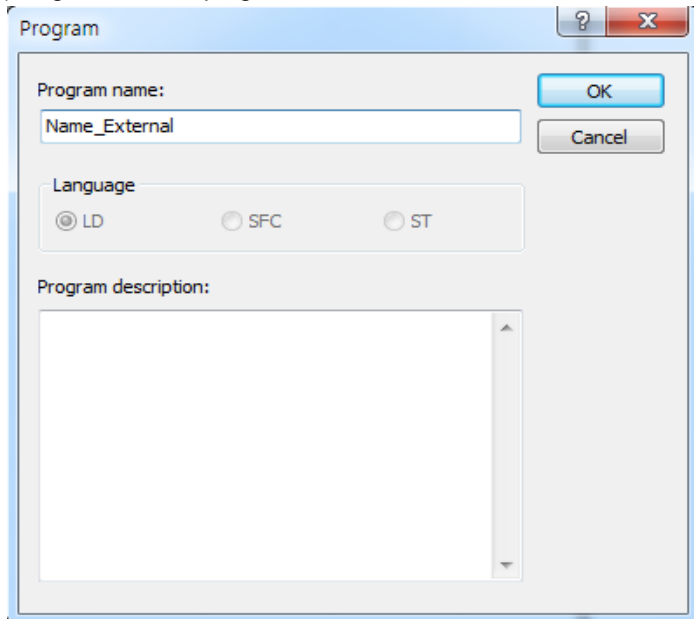 Program
Program name:
OK
Name_External
Cancel
Language
LD
SFC
ST
Program description: